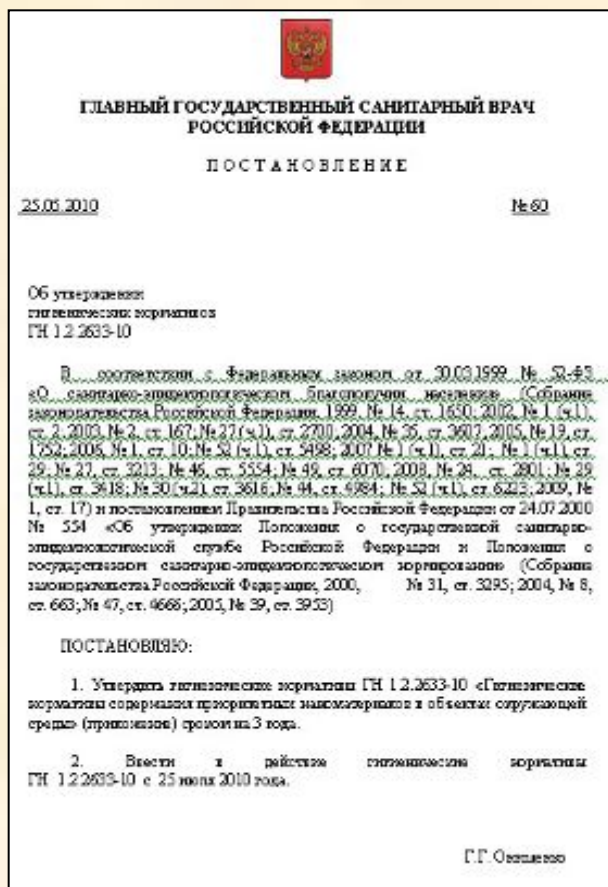 ГЛАВНЫЙ ГОСУДАРСТВЕННЫЙ САНИТАРНЫЙ ВРАЧ
РОССИЙСКОЙ ФЕДЕРАЦИИ
ПОСТАНОВЛЕНИЕ
25.05.2010 № 60
Об утверждении
гигиенических нормативов
ГН 1.2.2633-10
В соответствии с Федеральным законом от 30.03.1999 № 52-ФЗ
«О санитарно-эпидемиологическом благополучии населения» (Собрание
законодательства Российской Федерации, 1999, № 14, ст. 1650; 2002, № 1 (ч.1),
ст. 2; 2003, № 2, ст. 167; № 27 (ч.1), ст. 2700; 2004, № 35, ст. 3607; 2005, № 19, ст.
1752; 2006, № 1, ст. 10; № 52 (ч.1), ст. 5498; 2007 № 1 (ч.1), ст. 21; № 1 (ч.1), ст.
29; № 27, ст. 3213; № 46, ст. 5554; № 49, ст. 6070; 2008, № 24, ст. 2801; № 29
(ч.1), ст. 3418; № 30 (ч.2), ст. 3616; № 44, ст. 4984; № 52 (ч.1), ст. 6223; 2009, №
1, ст. 17) и постановлением Правительства Российской Федерации от 24.07.2000
№ 554 «Об утверждении Положения о государственной санитарно-
эпидемиологической службе Российской Федерации и Положения о
государственном санитарно-эпидемиологическом нормировании» (Собрание
законодательства Российской Федерации, 2000, № 31, ст. 3295; 2004, № 8,
ст. 663; № 47, ст. 4666; 2005, № 39, ст. 3953)
ПОСТАНОВЛЯЮ:
1. Утвердить гигиенические нормативы ГН 1.2.2633-10 «Гигиенические
нормативы содержания приоритетных наноматериалов в объектах окружающей
среды» (приложение) сроком на 3 года.
2. Ввести в действие гигиенические нормативы
ГН 1.2.2633-10 с 25 июля 2010 года.
Г.Г. Онищенко